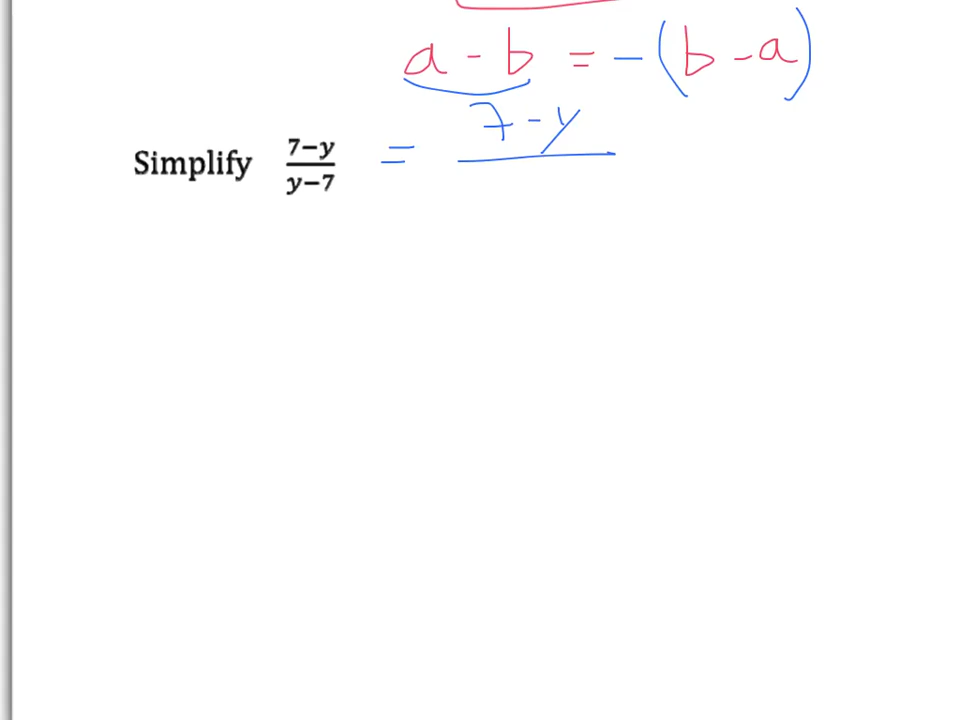 a - b = - (b - a)
Simplify 7−y / y−7 = 7 - y